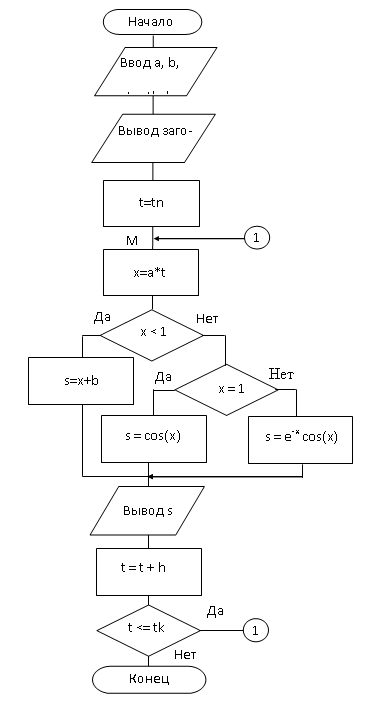 Начало
Ввод a, b,
Вывод заго-
t=tn
М
1
x=a*t
Да
Нет
x < 1
s=x+b
Да
x = 1
Нет
s = cos(x)
s = e-x cos(x)
Вывод s
t = t + h
Да
t <= tk
1
Нет
Конец